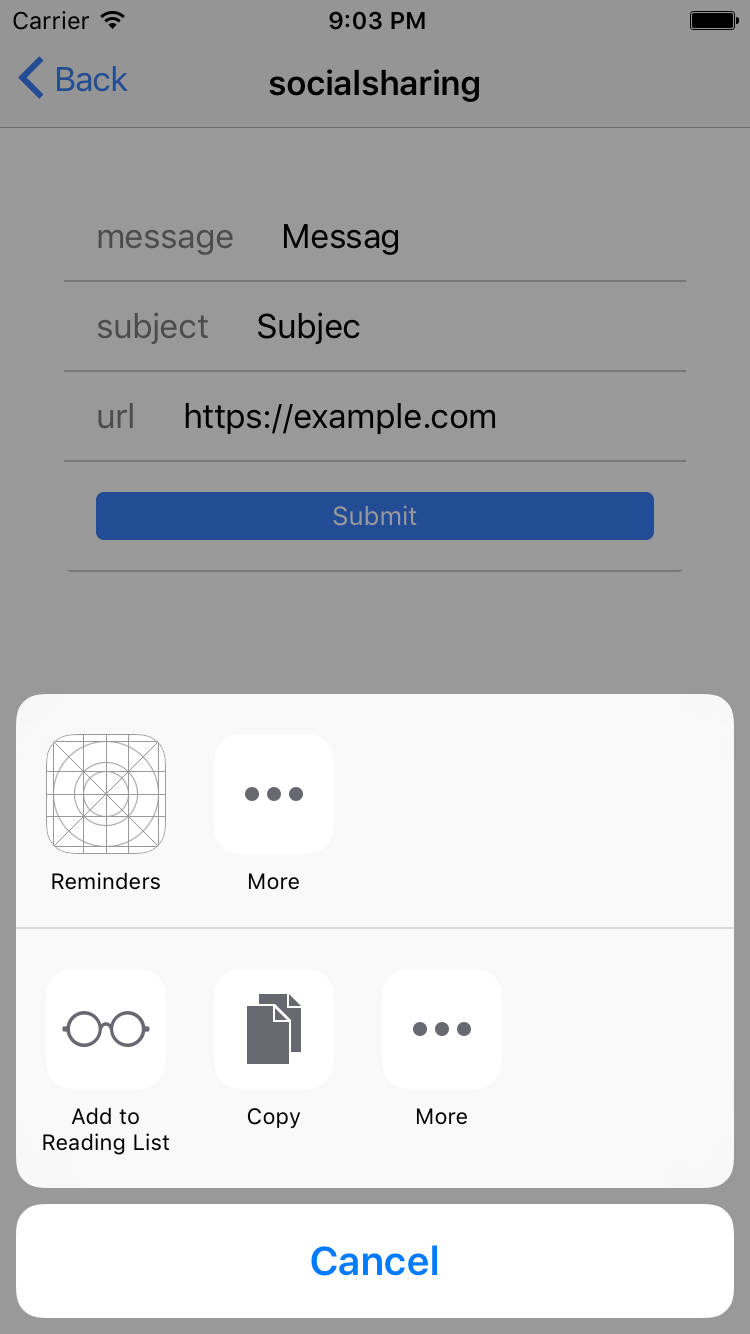 Carrier 9:03 PM
Back socialsharing
message Messag
subject Subjec
url https://example.com
Submit
Reminders More
Add to Copy More
Reading List
Cancel